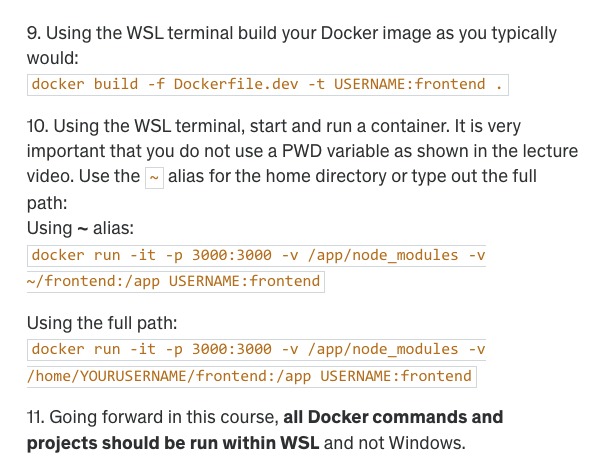 9. Using the WSL terminal build your Docker image as you typically
would:
docker build -f Dockerfile.dev -t USERNAME:frontend .
10. Using the WSL terminal, start and run a container. It is very
important that you do not use a PWD variable as shown in the lecture
video. Use the ~ alias for the home directory or type out the full
path:
Using ~ alias:
docker run -it -p 3000:3000 -v /app/node_modules -v
~/frontend:/app USERNAME:frontend
Using the full path:
docker run -it -p 3000:3000 -v /app/node_modules -v
/home/YOURUSERNAME/frontend:/app USERNAME:frontend
11. Going forward in this course, all Docker commands and
projects should be run within WSL and not Windows.